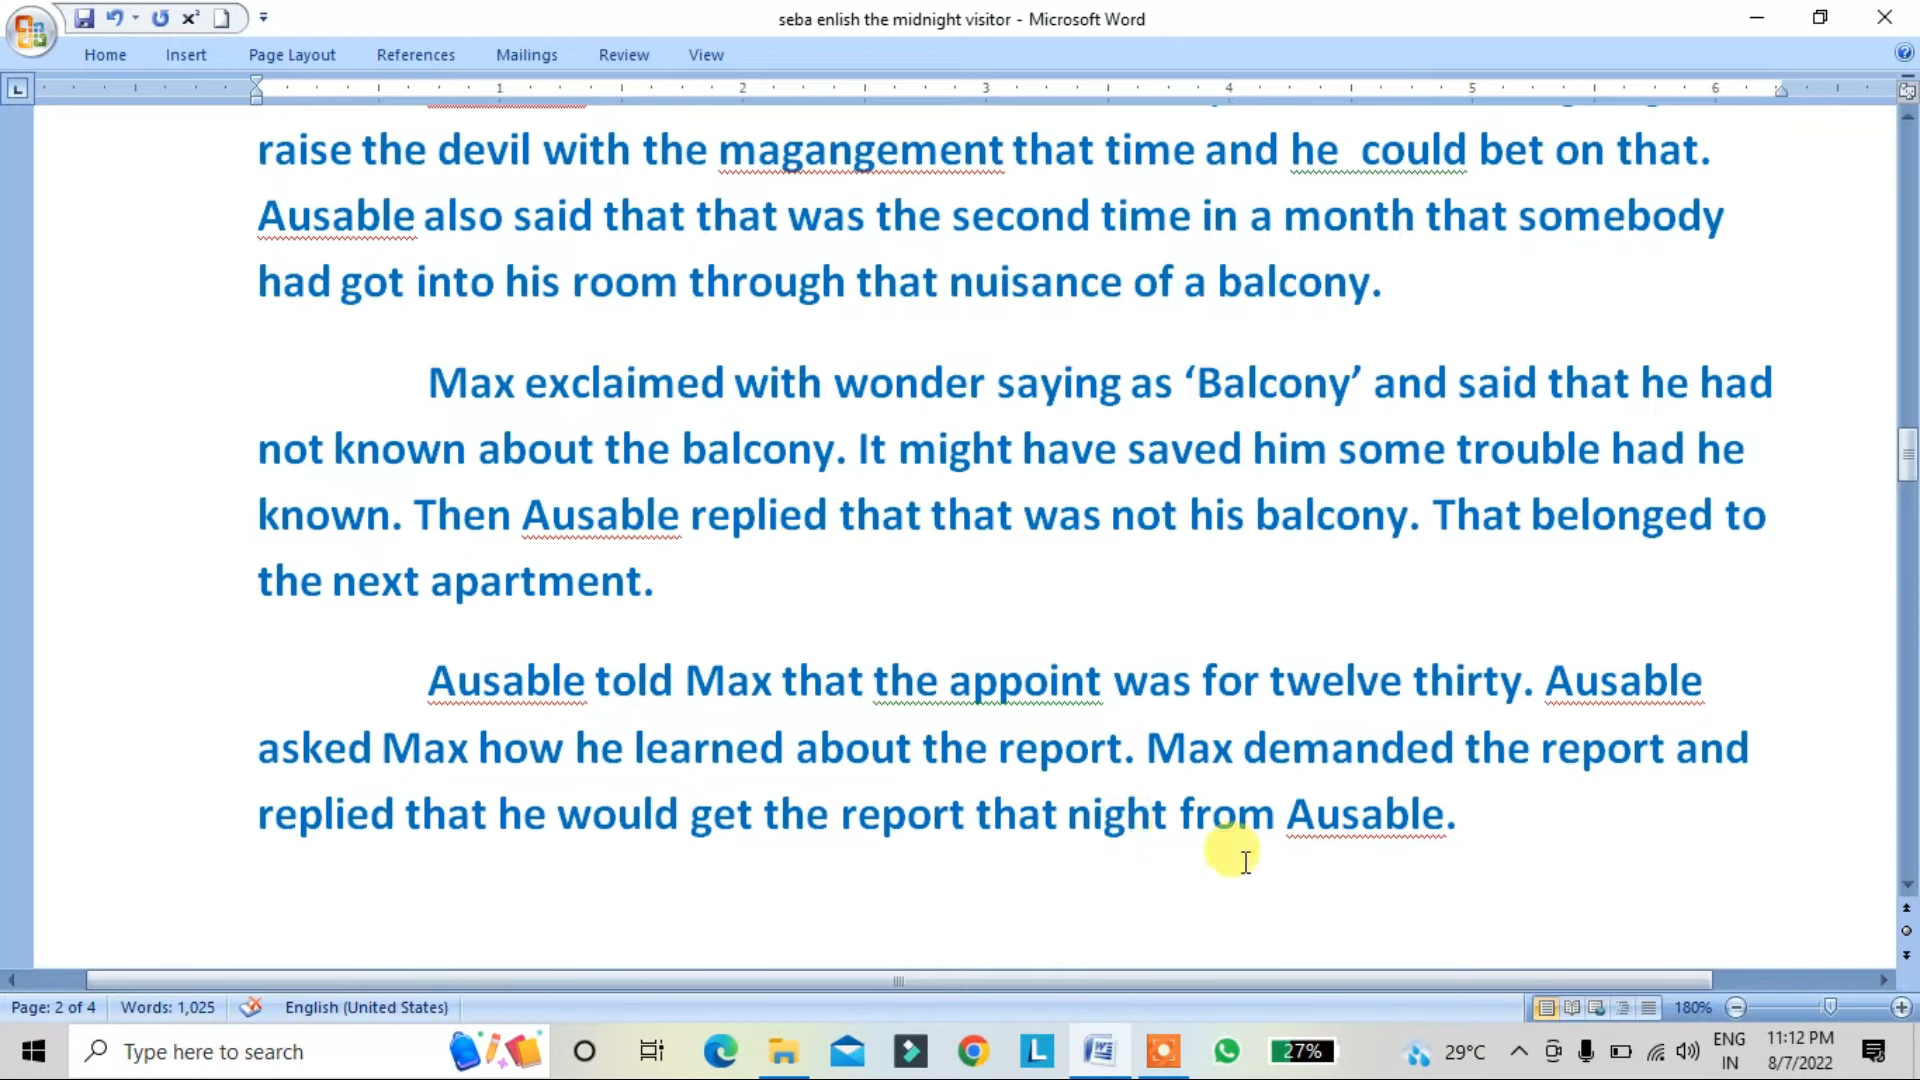 seba enlish the midnight visitor - Microsoft Word
Home Insert Page Layout References Mailings Review View
1 2 3 4 5 6
raise the devil with the magangement that time and he could bet on that.
Ausable also said that that was the second time in a month that somebody
had got into his room through that nuisance of a balcony.
Max exclaimed with wonder saying as ‘Balcony’ and said that he had
not known about the balcony. It might have saved him some trouble had he
known. Then Ausable replied that that was not his balcony. That belonged to
the next apartment.
Ausable told Max that the appoint was for twelve thirty. Ausable
asked Max how he learned about the report. Max demanded the report and
replied that he would get the report that night from Ausable.
Page: 2 of 4 Words: 1,025 English (United States) 180%
Type here to search 27% 29°C ENG 11:12 PM
IN 8/7/2022